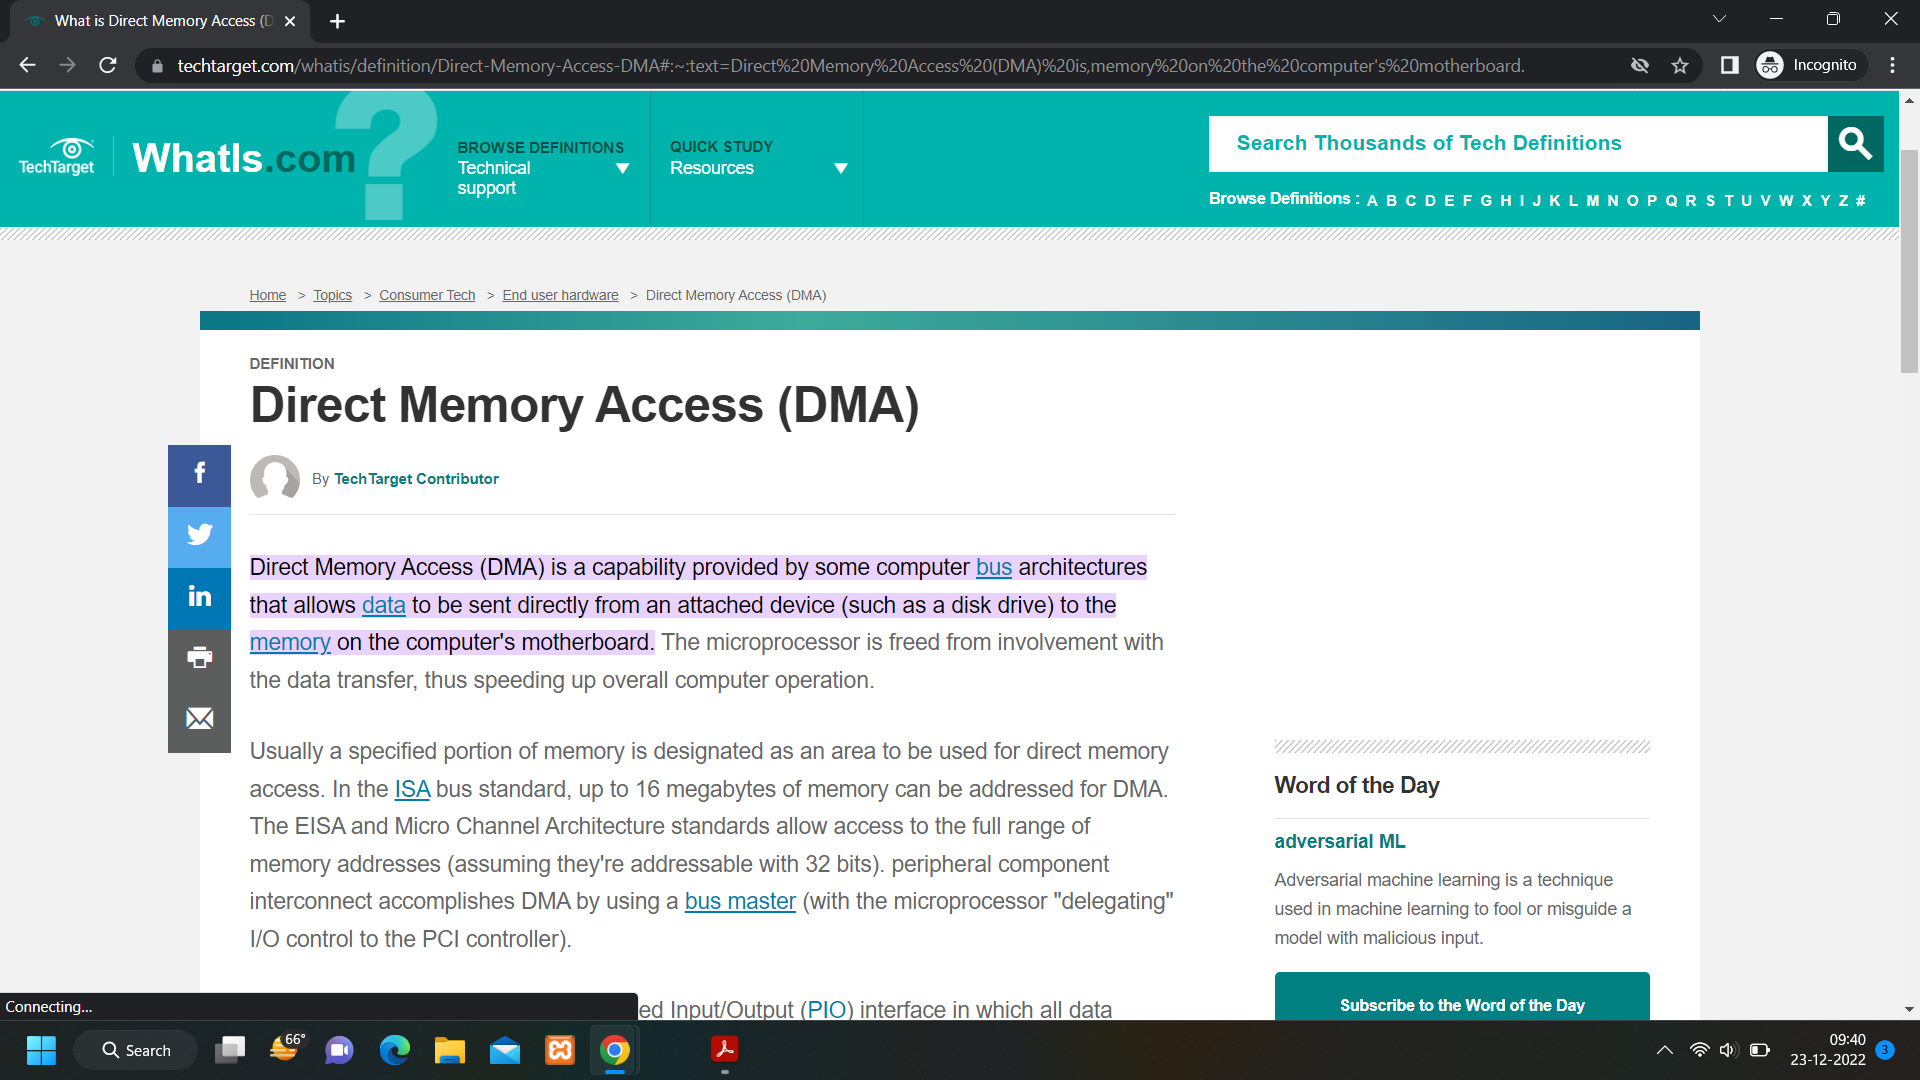 What is Direct Memory Access (D
techtarget.com/whatis/definition/Direct-Memory-Access-DMA#:~:text=Direct%20Memory%20Access%20(DMA)%20is,memory%20on%20the%20computer's%20motherboard.
Incognito
TechTarget
WhatIs.com
?
BROWSE DEFINITIONS
Technical
support
QUICK STUDY
Resources
Search Thousands of Tech Definitions
Browse Definitions : A B C D E F G H I J K L M N O P Q R S T U V W X Y Z #
Home > Topics > Consumer Tech > End user hardware > Direct Memory Access (DMA)
DEFINITION
Direct Memory Access (DMA)
By TechTarget Contributor
f
in
Direct Memory Access (DMA) is a capability provided by some computer bus architectures
that allows data to be sent directly from an attached device (such as a disk drive) to the
memory on the computer's motherboard. The microprocessor is freed from involvement with
the data transfer, thus speeding up overall computer operation.
Usually a specified portion of memory is designated as an area to be used for direct memory
access. In the ISA bus standard, up to 16 megabytes of memory can be addressed for DMA.
The EISA and Micro Channel Architecture standards allow access to the full range of
memory addresses (assuming they're addressable with 32 bits). peripheral component
interconnect accomplishes DMA by using a bus master (with the microprocessor "delegating"
I/O control to the PCI controller).
ed Input/Output (PIO) interface in which all data
Word of the Day
adversarial ML
Adversarial machine learning is a technique
used in machine learning to fool or misguide a
model with malicious input.
Subscribe to the Word of the Day
Connecting...
Search
66°
09:40
23-12-2022
3